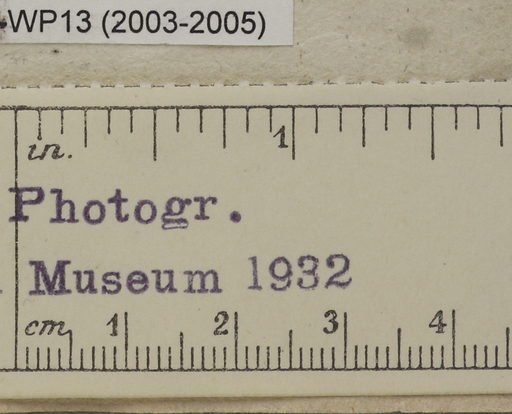 WP13 (2003-2005)
in. 1
Photogr.
Museum 1932
cm 1 2 3 4